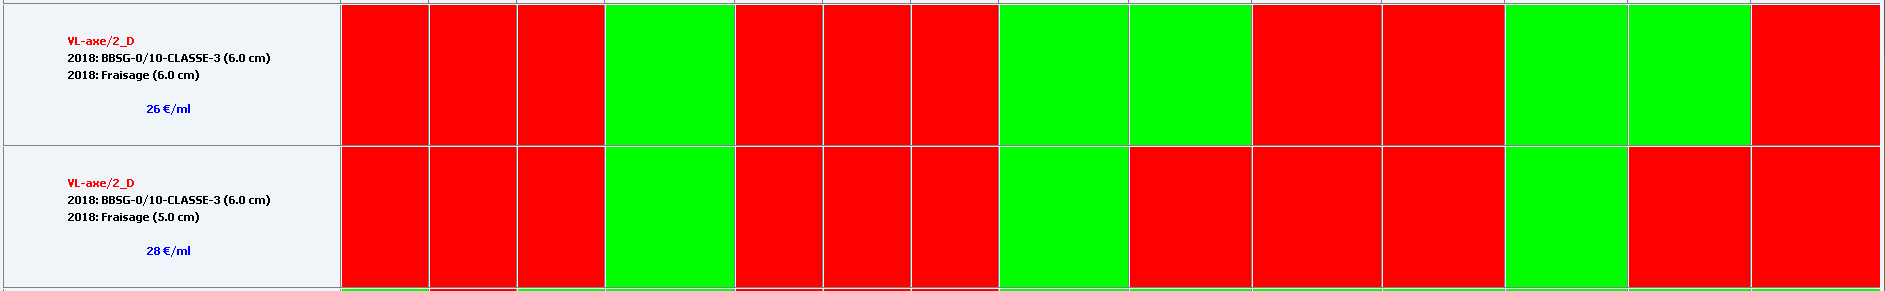 VL-axe/2_D
2018: BBSG-0/10-CLASSE-3 (6.0 cm)
2018: Fraisage (6.0 cm)
26 €/ml
VL-axe/2_D
2018: BBSG-0/10-CLASSE-3 (6.0 cm)
2018: Fraisage (5.0 cm)
28 €/ml